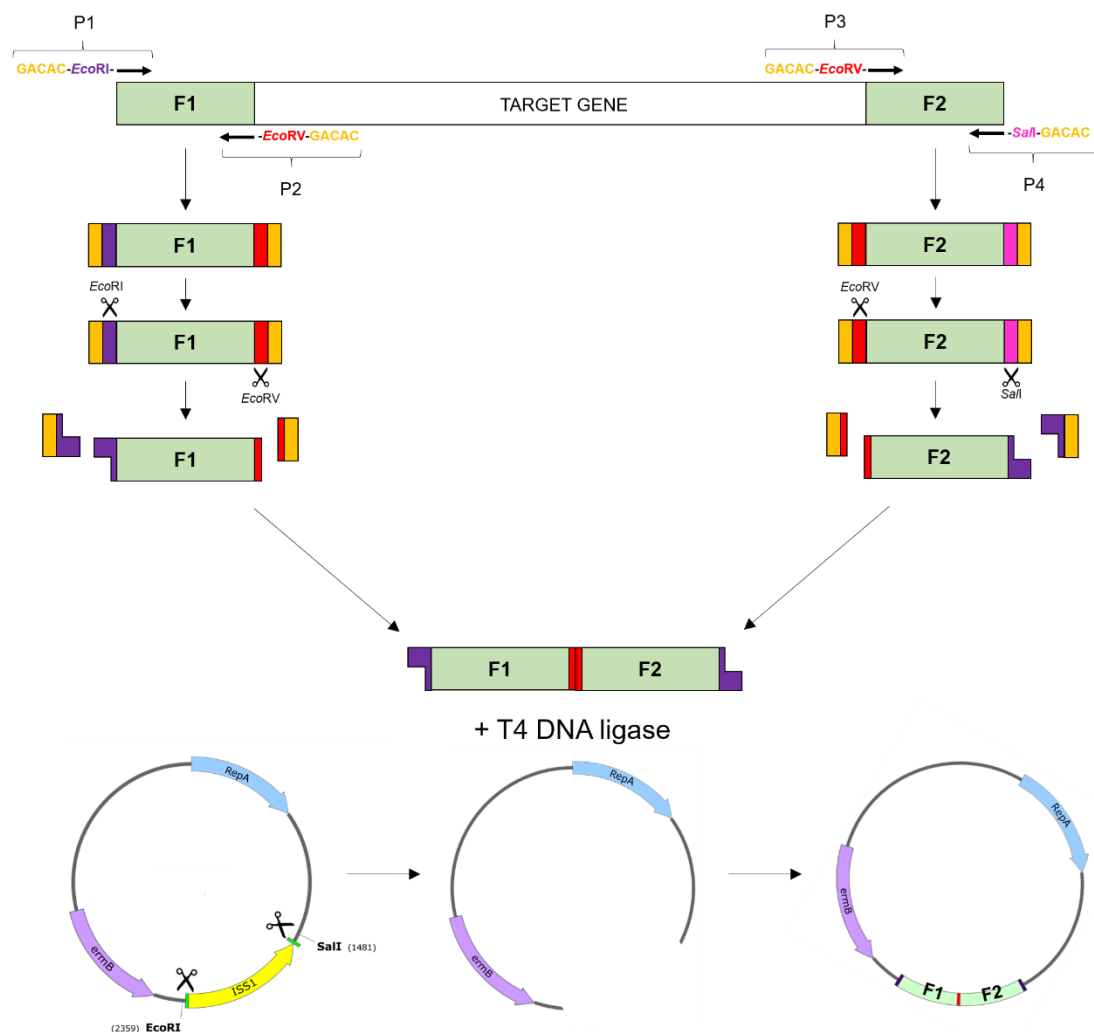 P1
P3
GACAC-EcoRI-
GACAC-EcoRV-
F1
TARGET GENE
F2
-EcoRV-GACAC
-SalI-GACAC
P2
P4
F1
F2
EcoRI
EcoRV
F1
F2
EcoRV
SalI
F1
F2
F1
F2
+ T4 DNA ligase
RepA
ermB
ISS1
SalI (1481)
(2359) EcoRI
RepA
ermB
RepA
ermB
F1
F2